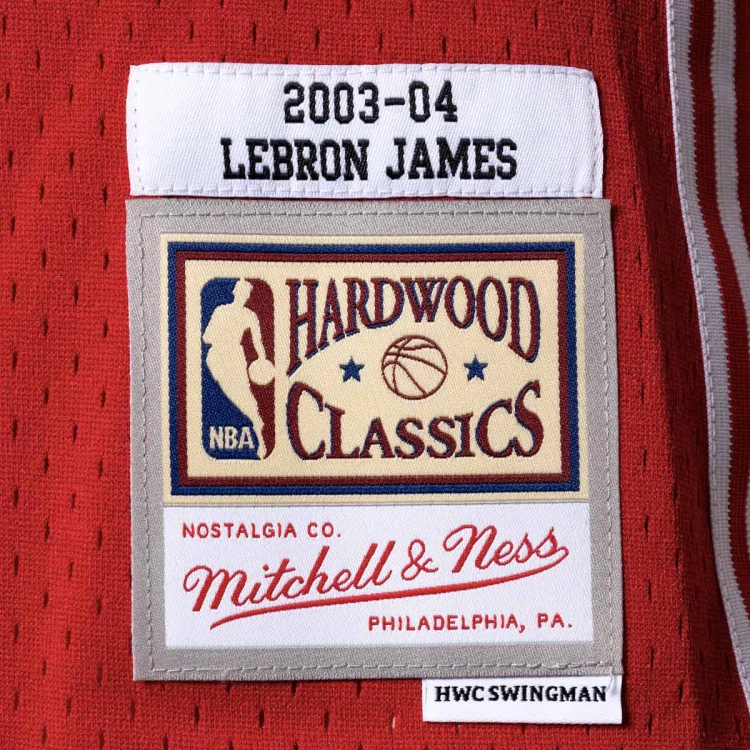 2003-04
LEBRON JAMES
HARDWOOD
CLASSICS
NBA
NOSTALGIA CO.
Mitchell & Ness
PHILADELPHIA, PA.
HWC SWINGMAN